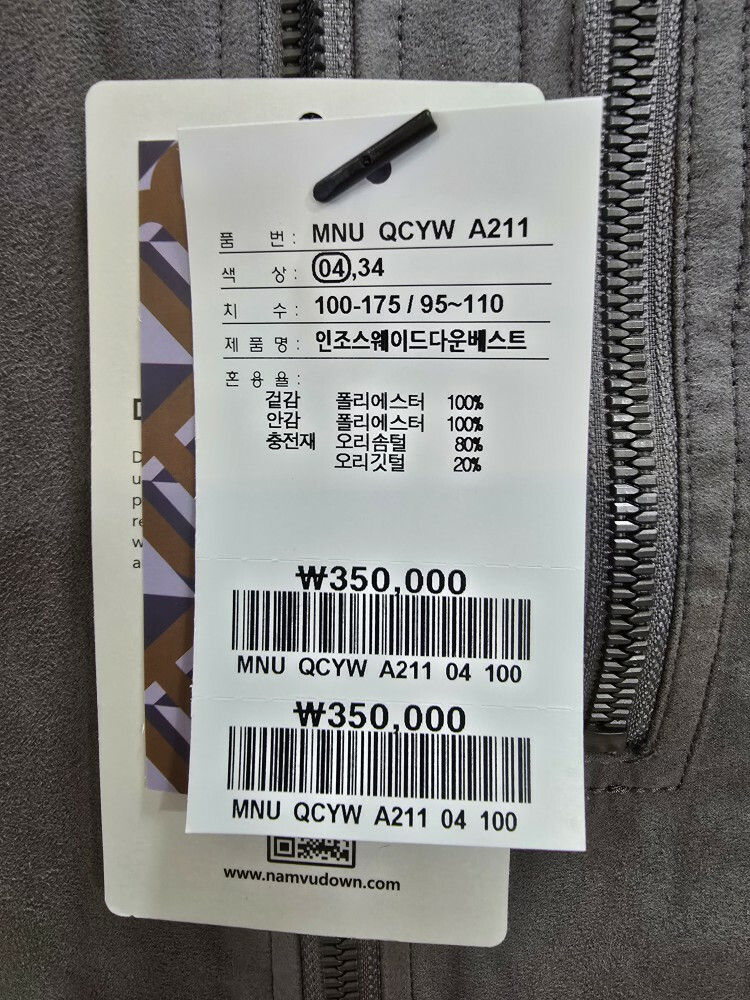 품 번 : MNU QCYW A211
색 상 : 04,34
치 수 : 100-175 / 95~110
제 품 명 : 인조스웨이드다운베스트
혼 용 율 :
겉감 폴리에스터 100%
안감 폴리에스터 100%
충전재 오리솜털 80%
오리깃털 20%
₩350,000
MNU QCYW A211 04 100
₩350,000
MNU QCYW A211 04 100
www.namvudown.com